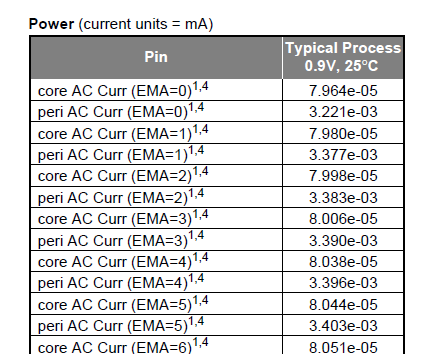 Power (current units = mA)
Pin Typical Process
0.9V, 25°C
core AC Curr (EMA=0)1,4 7.964e-05
peri AC Curr (EMA=0)1,4 3.221e-03
core AC Curr (EMA=1)1,4 7.980e-05
peri AC Curr (EMA=1)1,4 3.377e-03
core AC Curr (EMA=2)1,4 7.998e-05
peri AC Curr (EMA=2)1,4 3.383e-03
core AC Curr (EMA=3)1,4 8.006e-05
peri AC Curr (EMA=3)1,4 3.390e-03
core AC Curr (EMA=4)1,4 8.038e-05
peri AC Curr (EMA=4)1,4 3.396e-03
core AC Curr (EMA=5)1,4 8.044e-05
peri AC Curr (EMA=5)1,4 3.403e-03
core AC Curr (EMA=6)1,4 8.051e-05